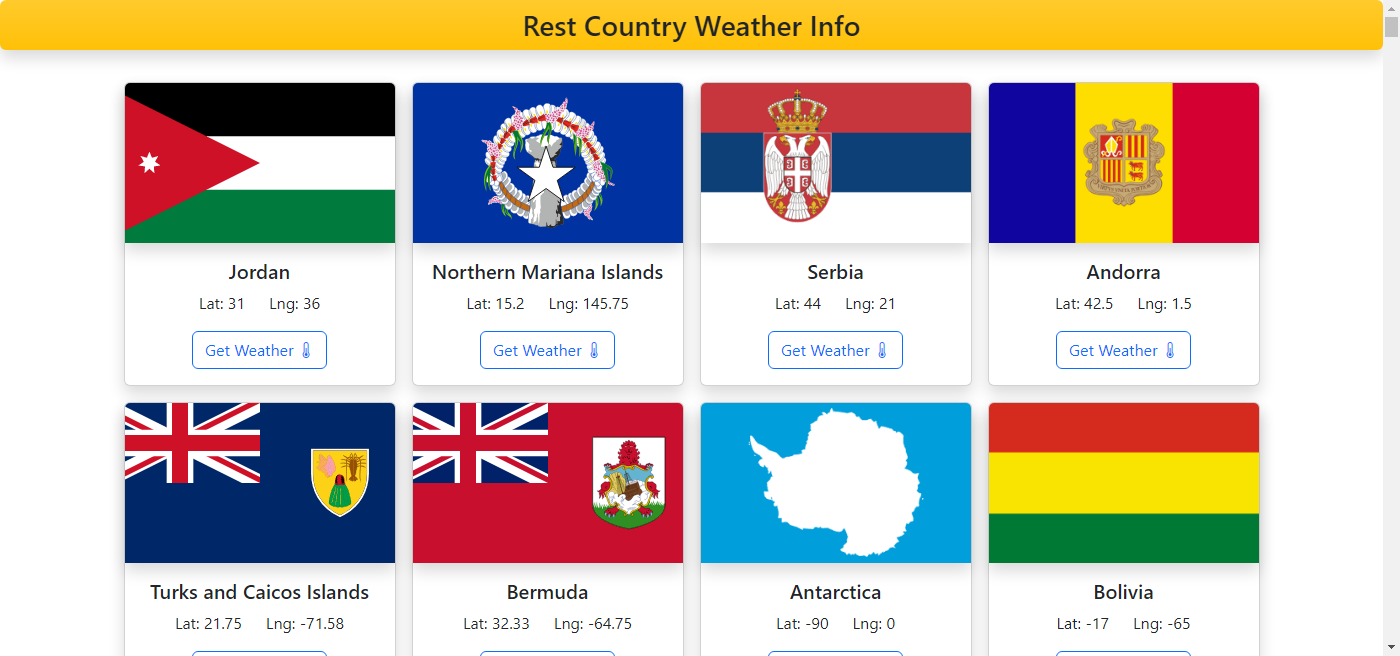 Rest Country Weather Info
Jordan
Lat: 31 Lng: 36
Get Weather
Northern Mariana Islands
Lat: 15.2 Lng: 145.75
Get Weather
Serbia
Lat: 44 Lng: 21
Get Weather
Andorra
Lat: 42.5 Lng: 1.5
Get Weather
Turks and Caicos Islands
Lat: 21.75 Lng: -71.58
Bermuda
Lat: 32.33 Lng: -64.75
Antarctica
Lat: -90 Lng: 0
Bolivia
Lat: -17 Lng: -65